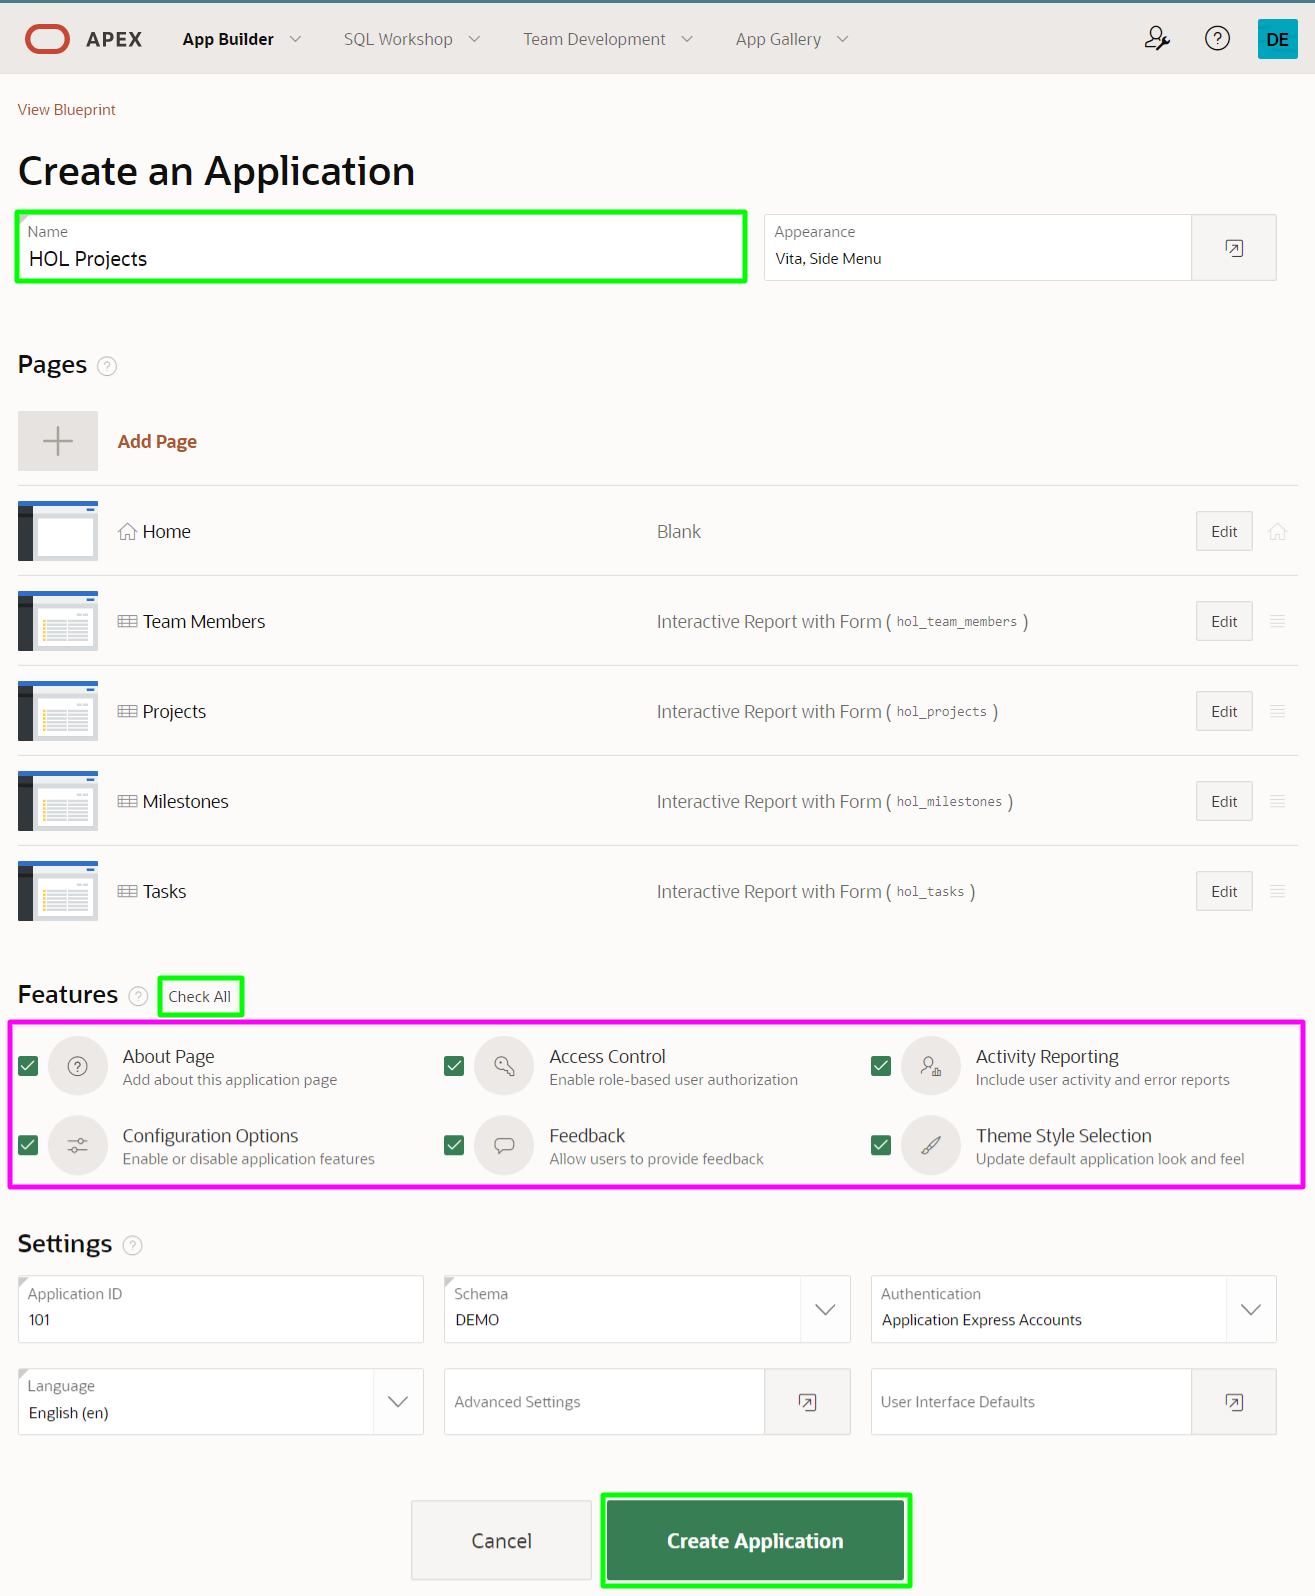 APEX App Builder SQL Workshop Team Development App Gallery ? DE
View Blueprint
Create an Application
Name
HOL Projects
Appearance
Vita, Side Menu
Pages ?
Add Page
Home Blank Edit
Team Members Interactive Report with Form ( hol_team_members ) Edit
Projects Interactive Report with Form ( hol_projects ) Edit
Milestones Interactive Report with Form ( hol_milestones ) Edit
Tasks Interactive Report with Form ( hol_tasks ) Edit
Features ? Check All
? About Page
Add about this application page
Access Control
Enable role-based user authorization
Activity Reporting
Include user activity and error reports
Configuration Options
Enable or disable application features
Feedback
Allow users to provide feedback
Theme Style Selection
Update default application look and feel
Settings ?
Application ID
101
Schema
DEMO
Authentication
Application Express Accounts
Language
English (en)
Advanced Settings
User Interface Defaults
Cancel
Create Application